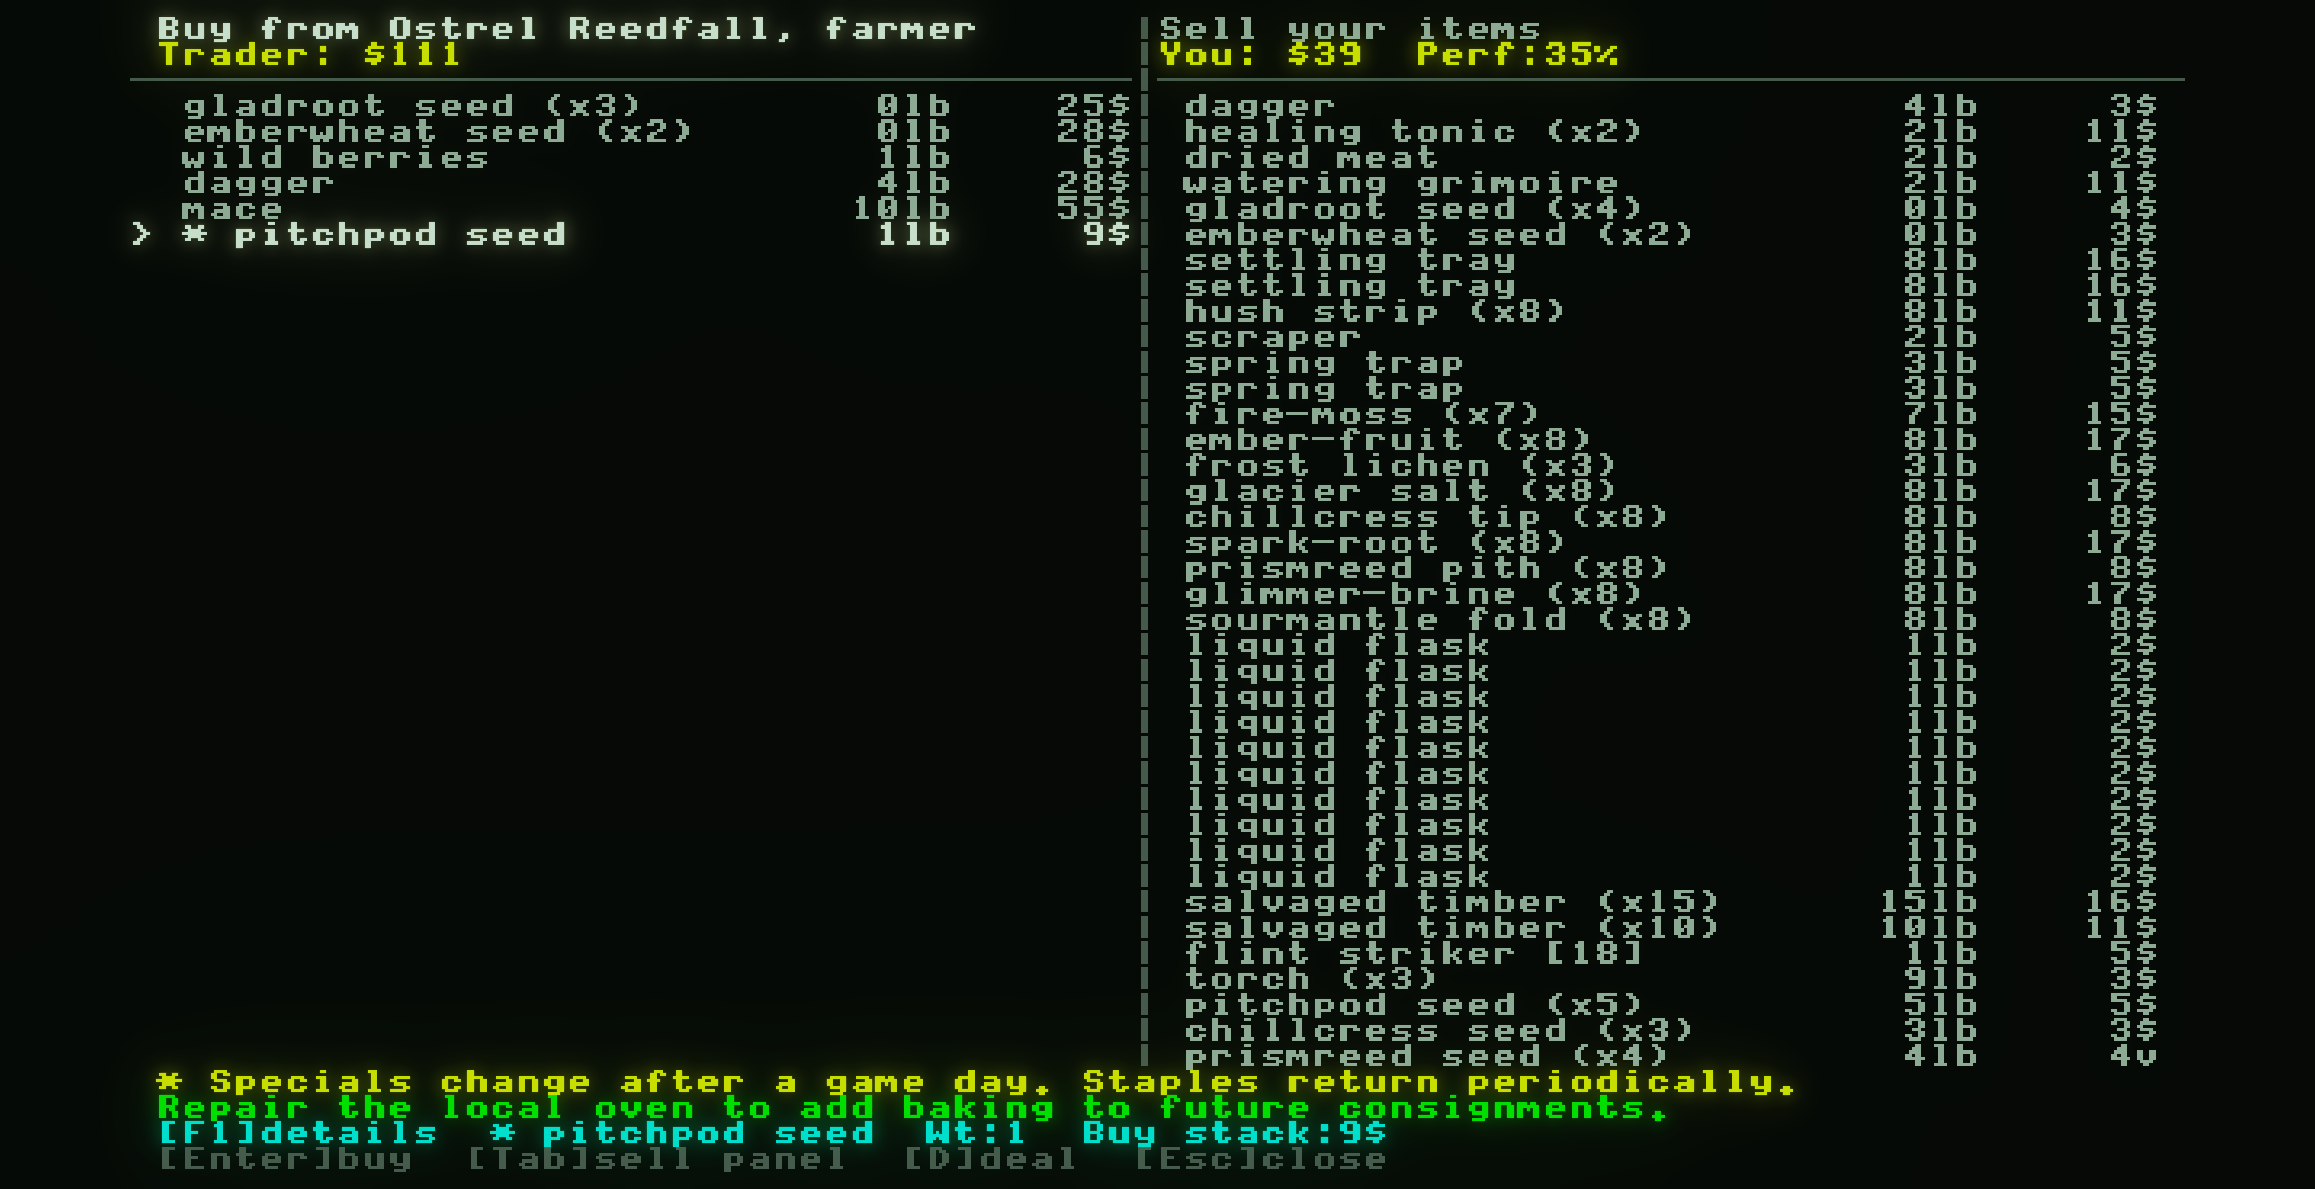 Buy from Ostrel Reedfall, farmer
Trader: $111
gladroot seed (x3) 0lb 25$
emberwheat seed (x2) 0lb 28$
wild berries 1lb 6$
dagger 4lb 28$
mace 10lb 55$
> * pitchpod seed 1lb 9$
Sell your items
You: $39 Perf:35%
dagger 4lb 3$
healing tonic (x2) 2lb 11$
dried meat 2lb 2$
watering grimoire 2lb 11$
gladroot seed (x4) 0lb 4$
emberwheat seed (x2) 0lb 3$
settling tray 8lb 16$
settling tray 8lb 16$
hush strip (x8) 8lb 11$
scraper 2lb 5$
spring trap 3lb 5$
spring trap 3lb 5$
fire-moss (x7) 7lb 15$
ember-fruit (x8) 8lb 17$
frost lichen (x3) 3lb 6$
glacier salt (x8) 8lb 17$
chillcress tip (x8) 8lb 8$
spark-root (x8) 8lb 17$
prismreed pith (x8) 8lb 8$
glimmer-brine (x8) 8lb 17$
sourmantle fold (x8) 8lb 8$
liquid flask 1lb 2$
liquid flask 1lb 2$
liquid flask 1lb 2$
liquid flask 1lb 2$
liquid flask 1lb 2$
liquid flask 1lb 2$
liquid flask 1lb 2$
liquid flask 1lb 2$
liquid flask 1lb 2$
liquid flask 1lb 2$
salvaged timber (x15) 15lb 16$
salvaged timber (x10) 10lb 11$
flint striker [18] 1lb 5$
torch (x3) 9lb 3$
pitchpod seed (x5) 5lb 5$
chillcress seed (x3) 3lb 3$
prismreed seed (x4) 4lb 4v
* Specials change after a game day. Staples return periodically.
Repair the local oven to add baking to future consignments.
[F1]details * pitchpod seed Wt:1 Buy stack:9$
[Enter]buy [Tab]sell panel [D]deal [Esc]close